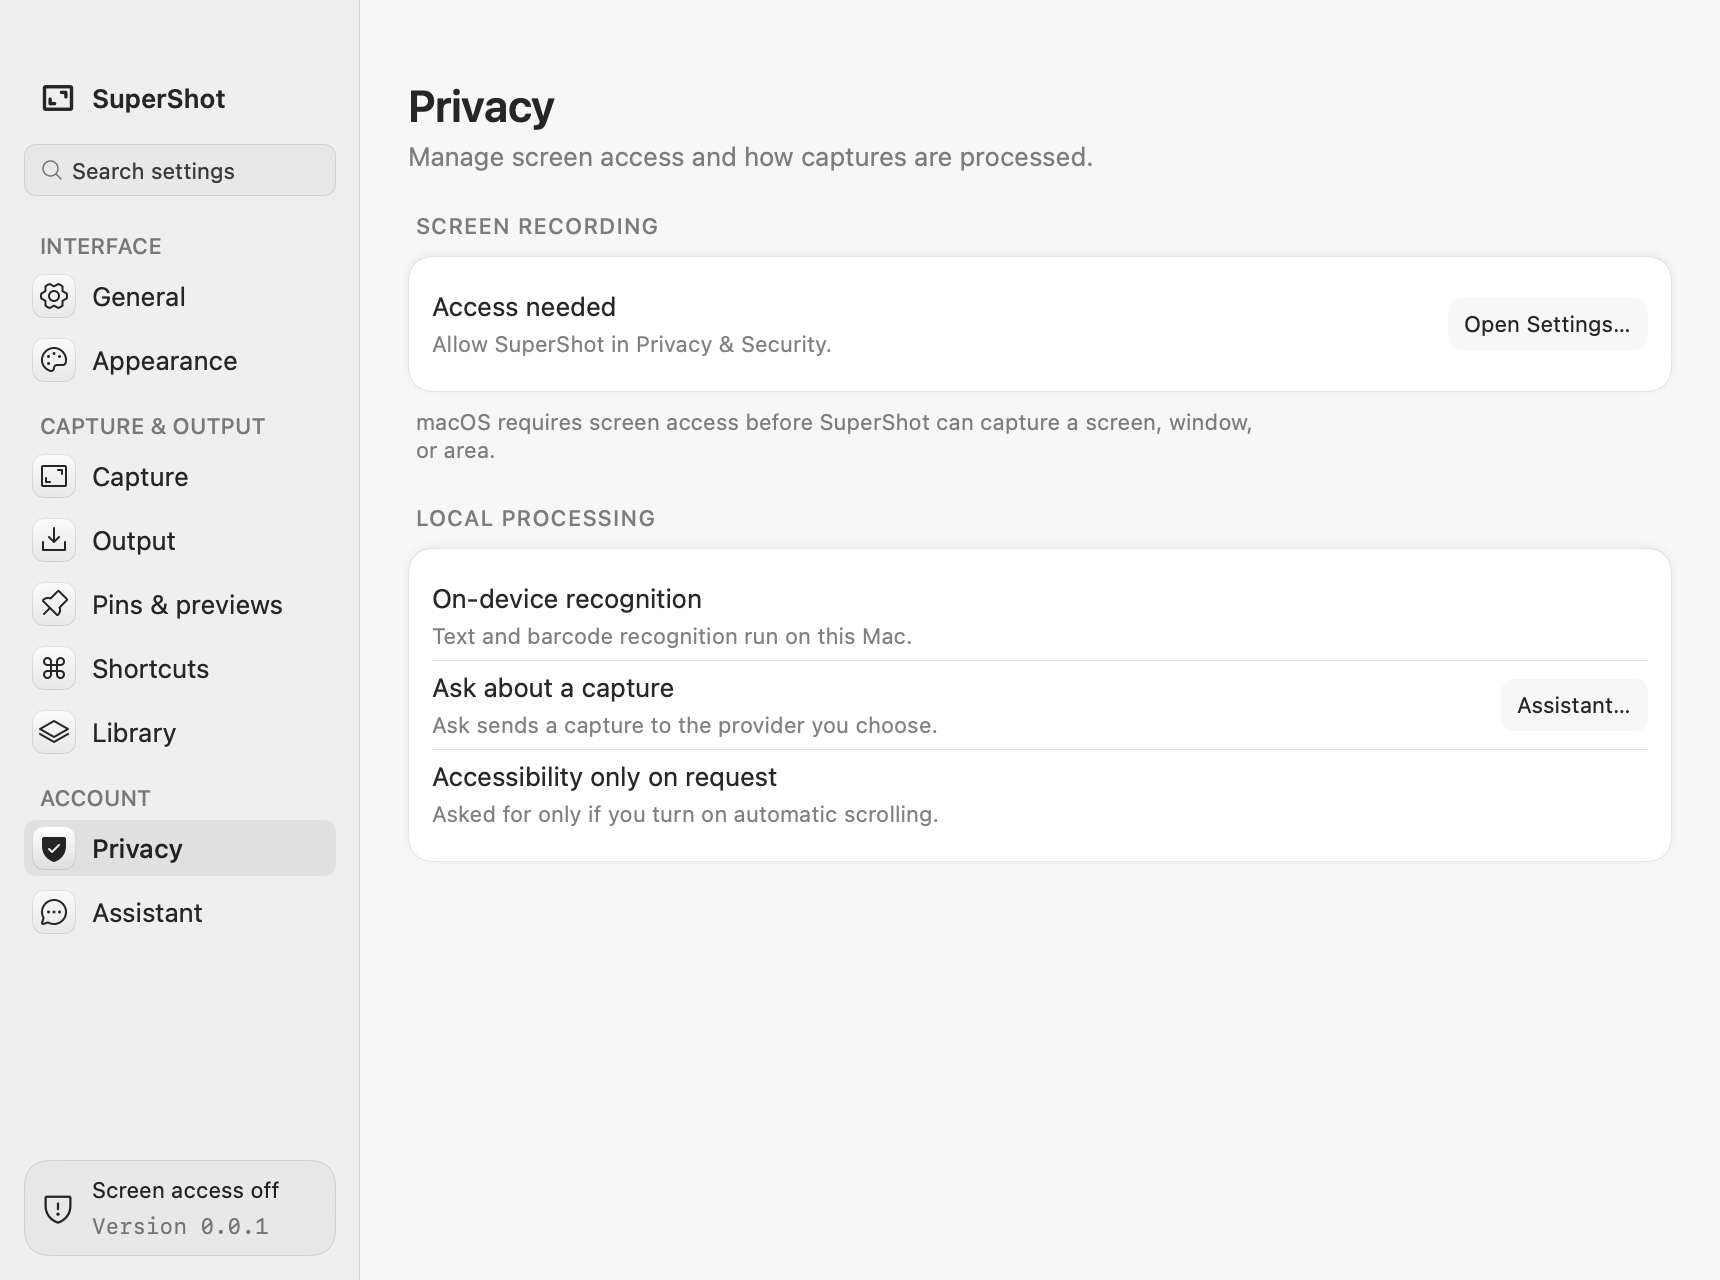 SuperShot
Search settings
INTERFACE
General
Appearance
CAPTURE & OUTPUT
Capture
Output
Pins & previews
Shortcuts
Library
ACCOUNT
Privacy
Assistant
Screen access off
Version 0.0.1
Privacy
Manage screen access and how captures are processed.
SCREEN RECORDING
Access needed
Allow SuperShot in Privacy & Security.
Open Settings...
macOS requires screen access before SuperShot can capture a screen, window,
or area.
LOCAL PROCESSING
On-device recognition
Text and barcode recognition run on this Mac.
Ask about a capture
Ask sends a capture to the provider you choose.
Assistant...
Accessibility only on request
Asked for only if you turn on automatic scrolling.